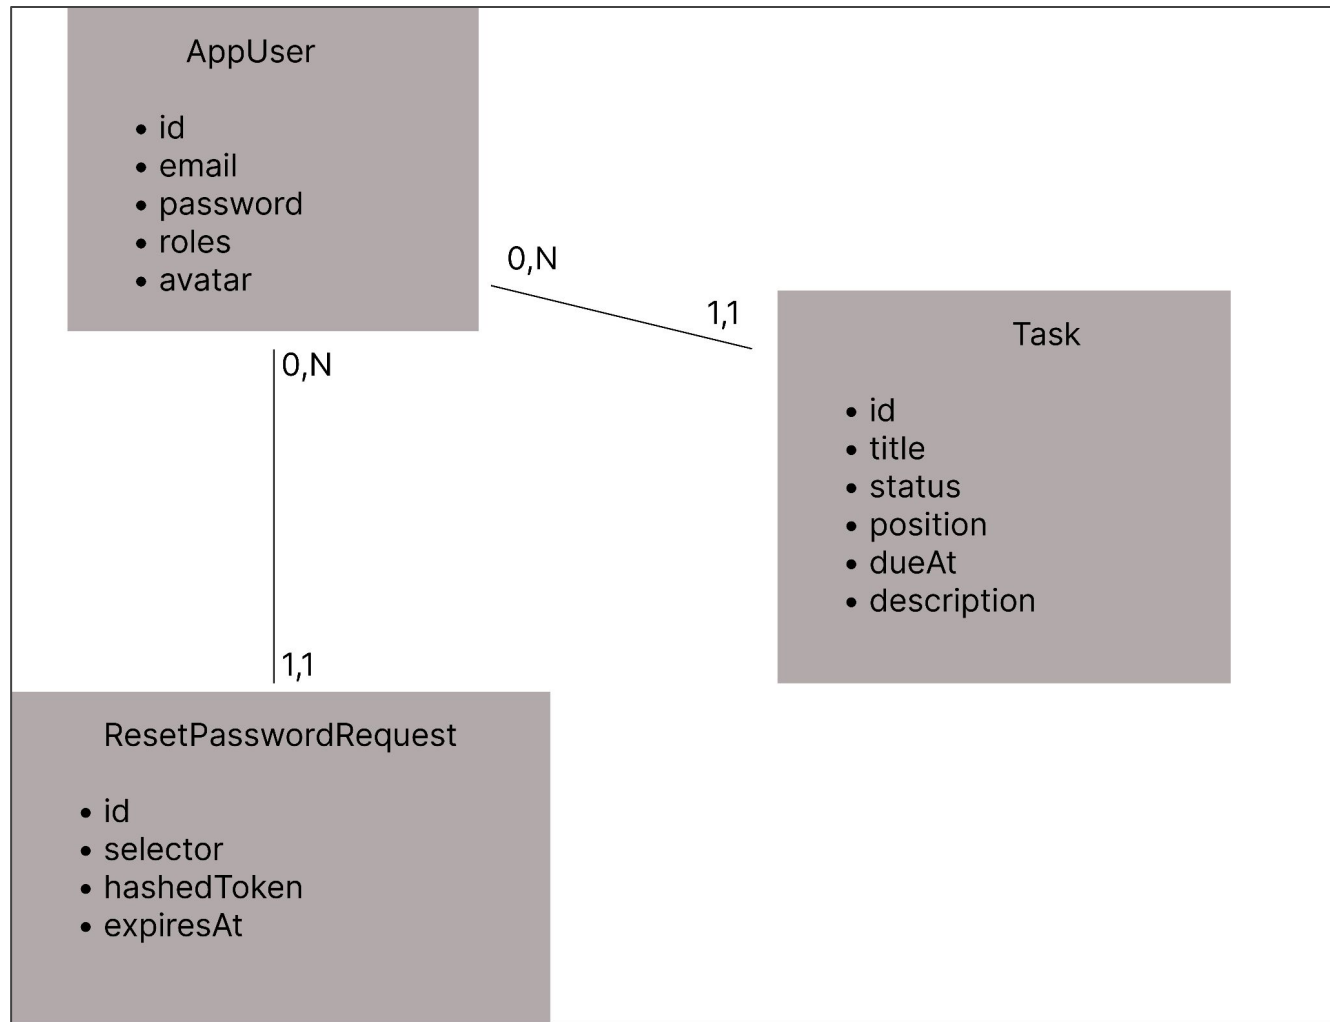 AppUser
• id
• email
• password
• roles
• avatar
0,N
1,1
0,N
Task
• id
• title
• status
• position
• dueAt
• description
1,1
ResetPasswordRequest
• id
• selector
• hashedToken
• expiresAt